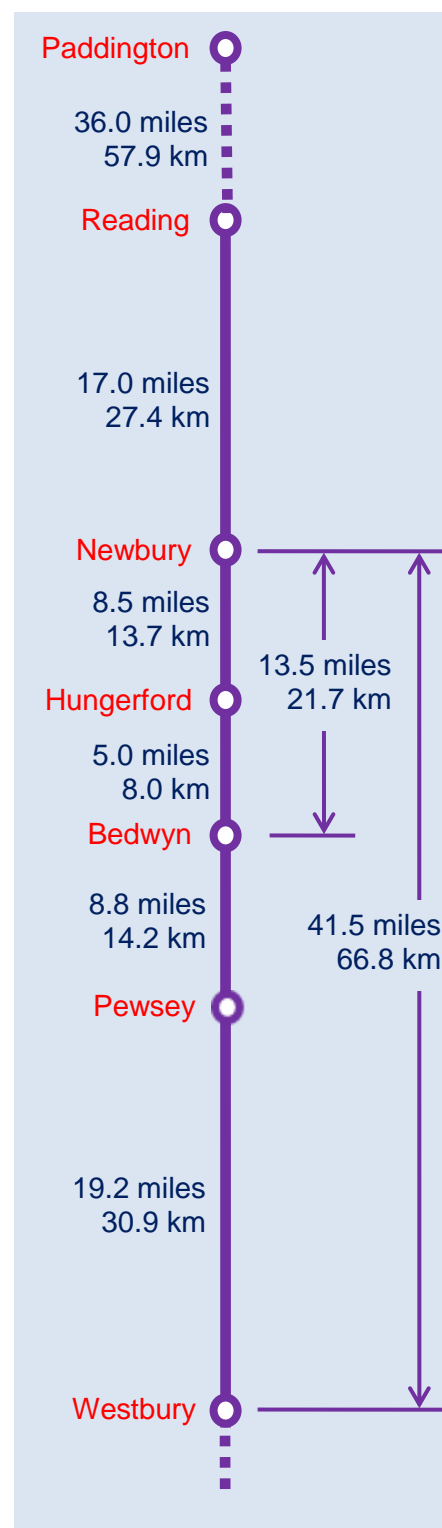 Paddington
36.0 miles
57.9 km
Reading
17.0 miles
27.4 km
Newbury
8.5 miles
13.7 km
13.5 miles
21.7 km
Hungerford
5.0 miles
8.0 km
Bedwyn
8.8 miles
14.2 km
41.5 miles
66.8 km
Pewsey
19.2 miles
30.9 km
Westbury